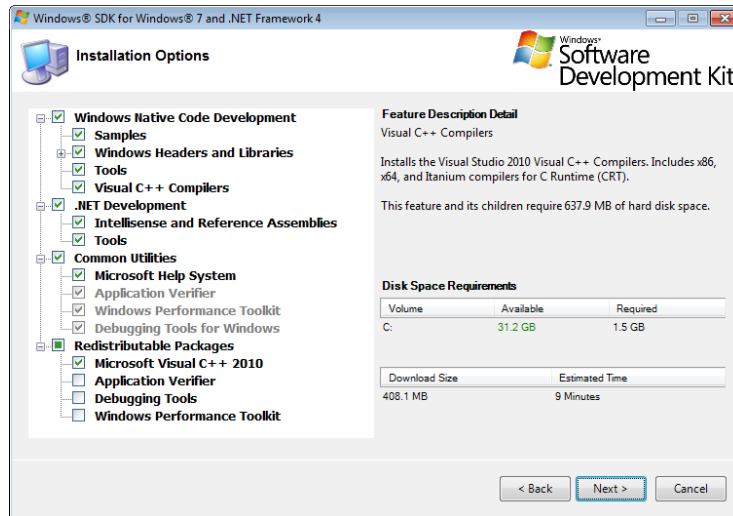 Windows® SDK for Windows® 7 and .NET Framework 4
Installation Options
Windows®
Software
Development Kit
Windows Native Code Development
Samples
Windows Headers and Libraries
Tools
Visual C++ Compilers
.NET Development
Intellisense and Reference Assemblies
Tools
Common Utilities
Microsoft Help System
Application Verifier
Windows Performance Toolkit
Debugging Tools for Windows
Redistributable Packages
Microsoft Visual C++ 2010
Application Verifier
Debugging Tools
Windows Performance Toolkit
Feature Description Detail
Visual C++ Compilers
Installs the Visual Studio 2010 Visual C++ Compilers. Includes x86,
x64, and Itanium compilers for C Runtime (CRT).
This feature and its children require 637.9 MB of hard disk space.
Disk Space Requirements
Volume Available Required
C: 31.2 GB 1.5 GB
Download Size Estimated Time
408.1 MB 9 Minutes
< Back Next > Cancel